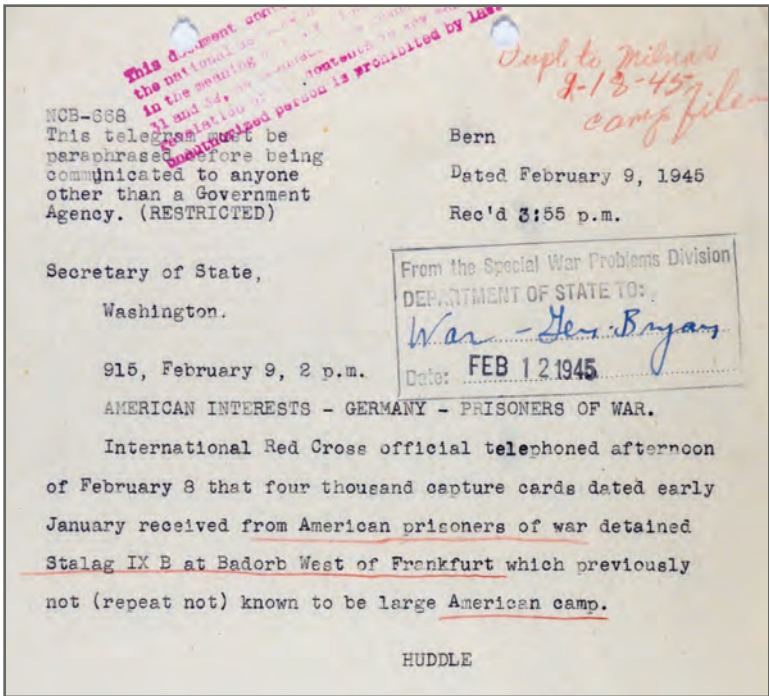 This document
the national
in the meaning
31 and 32,
contents
unauthorized person is prohibited by law.
Dupl to
2-18-45
camp file
NCB-668
This telegram must be
paraphrased before being
communicated to anyone
other than a Government
Agency. (RESTRICTED)
Bern
Dated February 9, 1945
Rec'd 3:55 p.m.
From the Special War Problems Division
DEPARTMENT OF STATE TO:
War - Gen. Bryan
Date: FEB 12 1945
Secretary of State,
Washington.
915, February 9, 2 p.m.
AMERICAN INTERESTS - GERMANY - PRISONERS OF WAR.
International Red Cross official telephoned afternoon
of February 8 that four thousand capture cards dated early
January received from American prisoners of war detained
Stalag IX B at Badorb West of Frankfurt which previously
not (repeat not) known to be large American camp.
HUDDLE